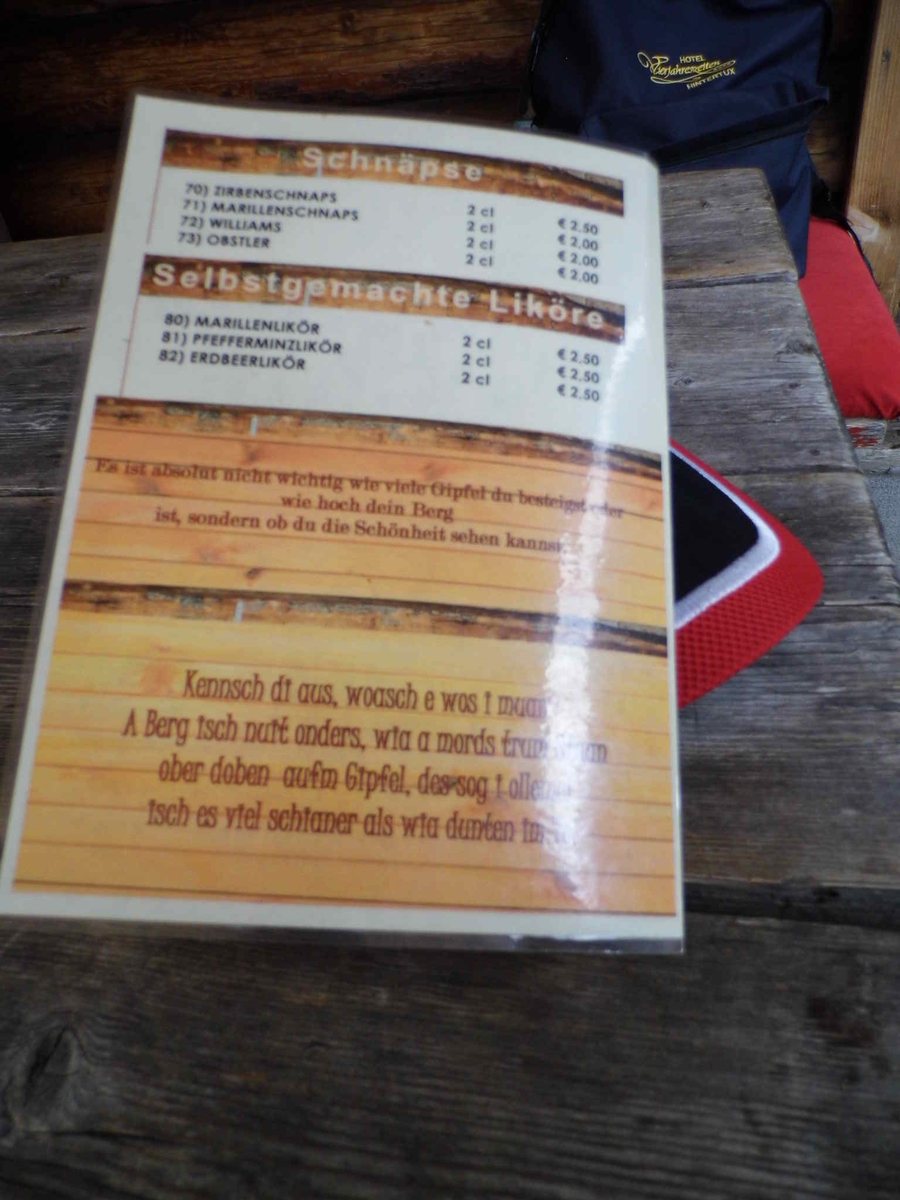 HOTEL
Vierjahreszeiten
HINTERTUX
Schnäpse
70) ZIRBENSCHNAPS 2 cl € 2,50
71) MARILLENSCHNAPS 2 cl € 2,00
72) WILLIAMS 2 cl € 2,00
73) OBSTLER 2 cl € 2,00
Selbstgemachte Liköre
80) MARILLENLIKÖR 2 cl € 2,50
81) PFEFFERMINZLIKÖR 2 cl € 2,50
82) ERDBEERLIKÖR 2 cl € 2,50
Es ist absolut nicht wichtig wie viele Gipfel du besteigst oder
wie hoch dein Berg
ist, sondern ob du die Schönheit sehen kannst.
Kennsch di aus, woasch e wos i
A Berg isch nuit onders, wia a mords
ober doben aufm Gipfel, des sog i
isch es viel schianer als wia dunten